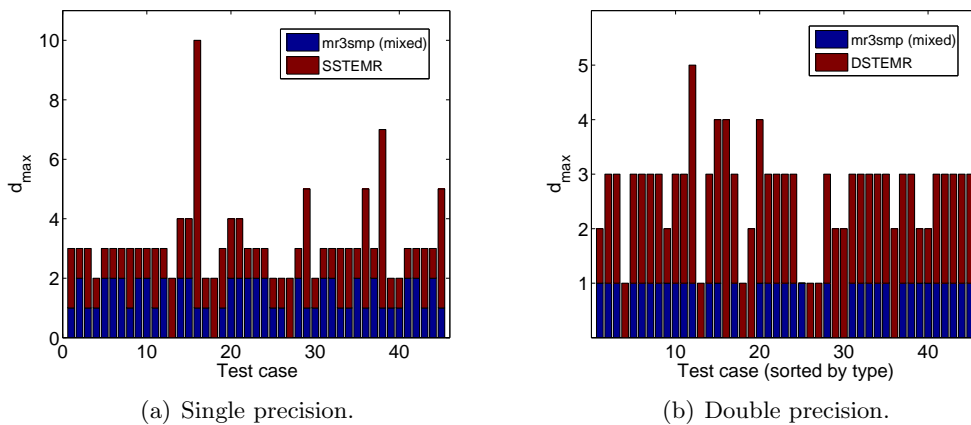 10
8
6
4
2
0
d_max
mr3smp (mixed)
SSTEMR
0 10 20 30 40
Test case
(a) Single precision.
5
4
3
2
1
d_max
mr3smp (mixed)
DSTEMR
10 20 30 40
Test case (sorted by type)
(b) Double precision.